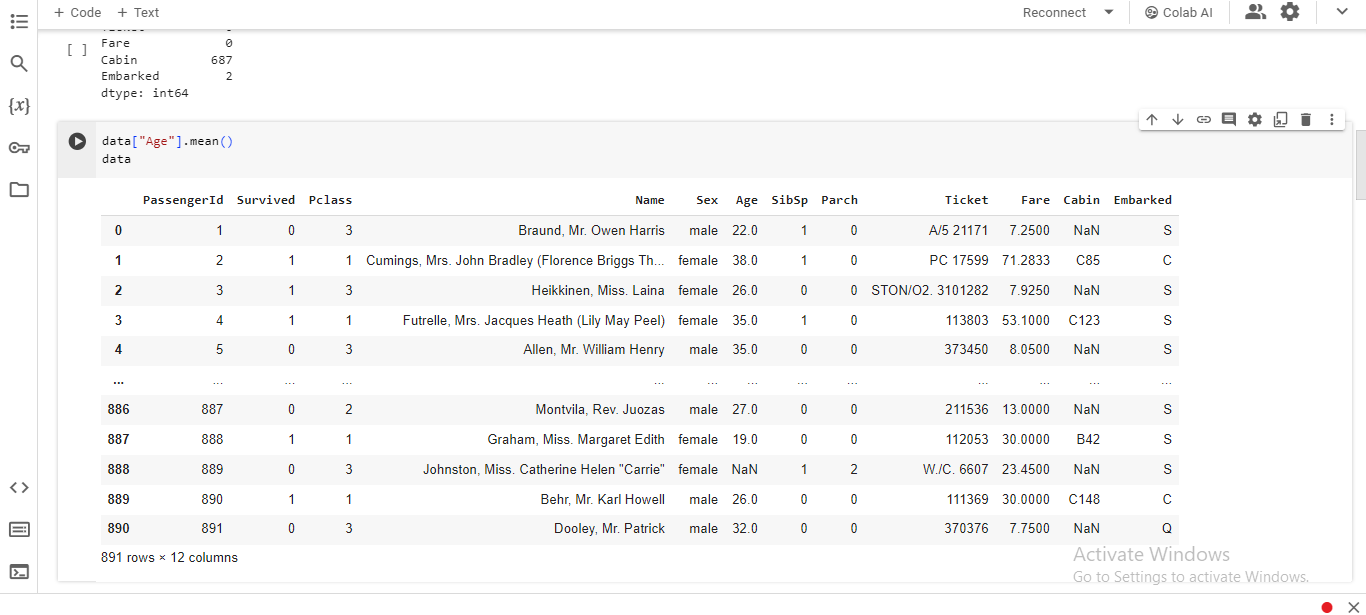 + Code + Text
Reconnect Colab AI
[ ]
Fare 0
Cabin 687
Embarked 2
dtype: int64
{x}
data["Age"].mean()
data
PassengerId Survived Pclass Name Sex Age SibSp Parch Ticket Fare Cabin Embarked
0 1 0 3 Braund, Mr. Owen Harris male 22.0 1 0 A/5 21171 7.2500 NaN S
1 2 1 1 Cumings, Mrs. John Bradley (Florence Briggs Th... female 38.0 1 0 PC 17599 71.2833 C85 C
2 3 1 3 Heikkinen, Miss. Laina female 26.0 0 0 STON/O2. 3101282 7.9250 NaN S
3 4 1 1 Futrelle, Mrs. Jacques Heath (Lily May Peel) female 35.0 1 0 113803 53.1000 C123 S
4 5 0 3 Allen, Mr. William Henry male 35.0 0 0 373450 8.0500 NaN S
... ... ... ... ... ... ... ... ... ... ... ... ...
886 887 0 2 Montvila, Rev. Juozas male 27.0 0 0 211536 13.0000 NaN S
887 888 1 1 Graham, Miss. Margaret Edith female 19.0 0 0 112053 30.0000 B42 S
888 889 0 3 Johnston, Miss. Catherine Helen "Carrie" female NaN 1 2 W./C. 6607 23.4500 NaN S
889 890 1 1 Behr, Mr. Karl Howell male 26.0 0 0 111369 30.0000 C148 C
890 891 0 3 Dooley, Mr. Patrick male 32.0 0 0 370376 7.7500 NaN Q
891 rows × 12 columns
Activate Windows
Go to Settings to activate Windows.